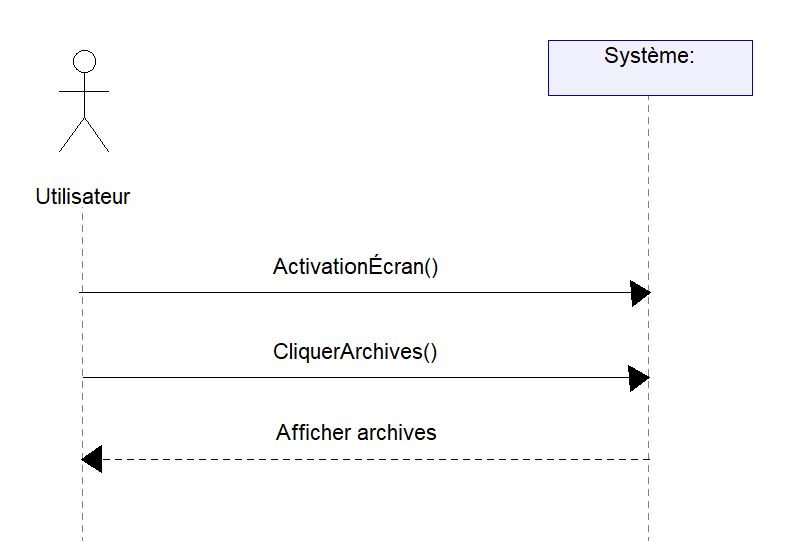 Système:
Utilisateur
ActivationÉcran()
CliquerArchives()
Afficher archives